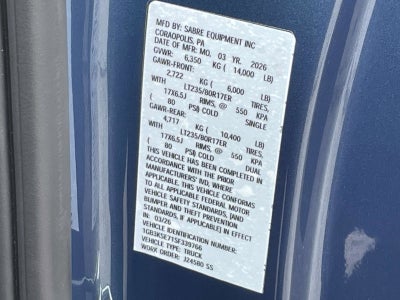 MFD BY: SABRE EQUIPMENT INC
CORAOPOLIS, PA
DATE OF MFR: MO. 03 YR. 2026
GVWR: 6,350 KG ( 14,000 LB)
GAWR-FRONT:
2,722 KG ( 6,000 LB)
WITH LT235/80R17ER TIRES,
17X6.5J RIMS, @ 550 KPA
( 80 PSI) COLD SINGLE
GAWR-REAR:
4,717 KG ( 10,400 LB)
WITH LT235/80R17ER TIRES,
17X6.5J RIMS, @ 550 KPA
( 80 PSI) COLD DUAL
THIS VEHICLE HAS BEEN COMPLETED IN
ACCORDANCE WITH THE PRIOR
MANUFACTURERS' IVD, WHERE
APPLICABLE. THIS VEHICLE CONFORMS
TO ALL APPLICABLE FEDERAL MOTOR
VEHICLE SAFETY STANDARDS, [AND
BUMPER AND THEFT PREVENTION
STANDARDS, IF APPLICABLE] IN EFFECT
IN: 03/26
VEHICLE IDENTIFICATION NUMBER:
VEHICLE TYPE: TRUCK
WORK ORDER: J24580 SS